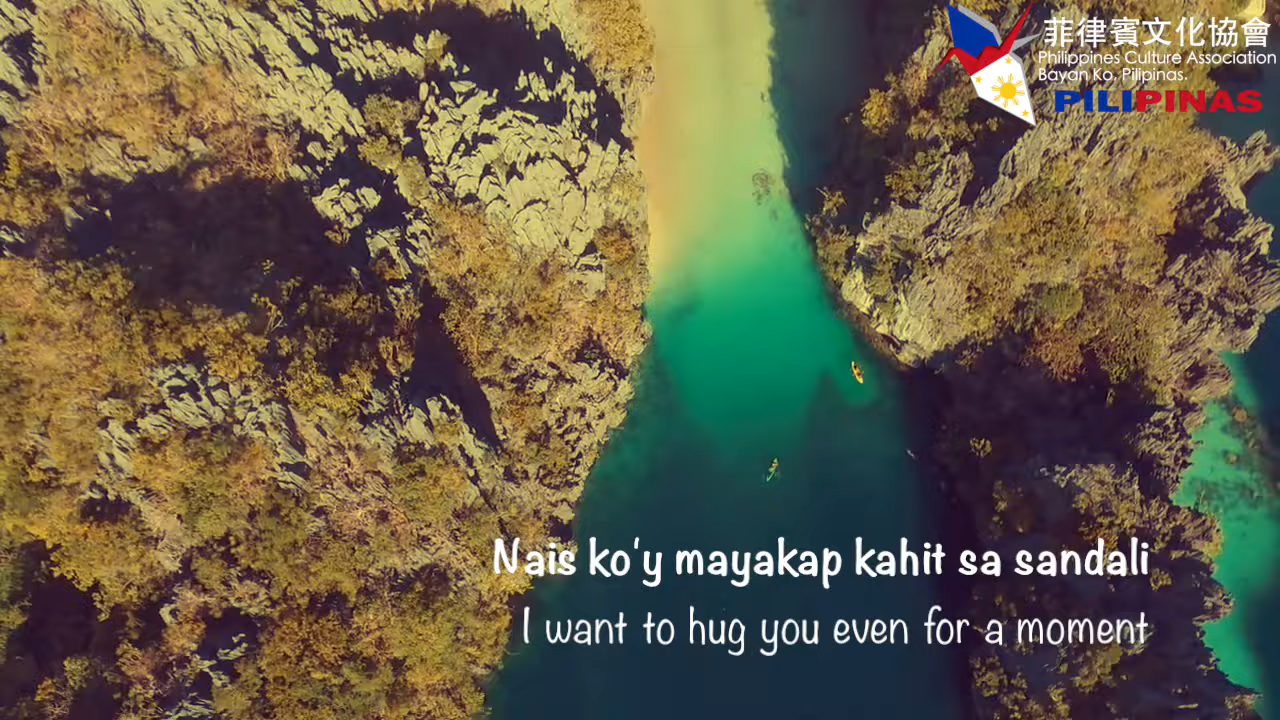 菲律賓文化協會
Philippines Culture Association
Bayan Ko, Pilipinas.
PILIPINAS
Nais ko'y mayakap kahit sa sandali
I want to hug you even for a moment